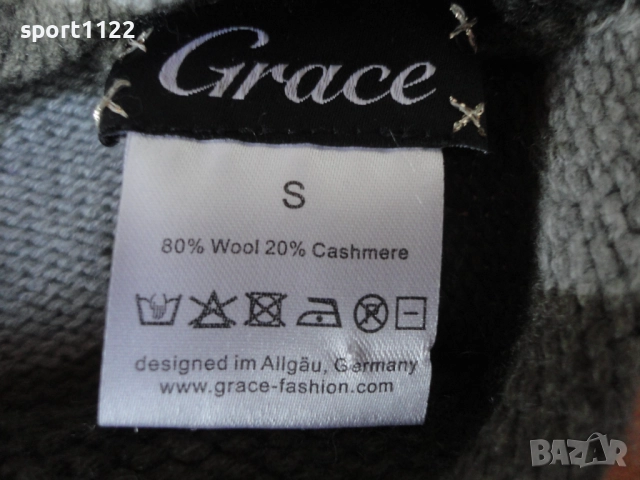 sport1122
Grace
S
80% Wool 20% Cashmere
designed im Allgäu, Germany
www.grace-fashion.com
BAZAR